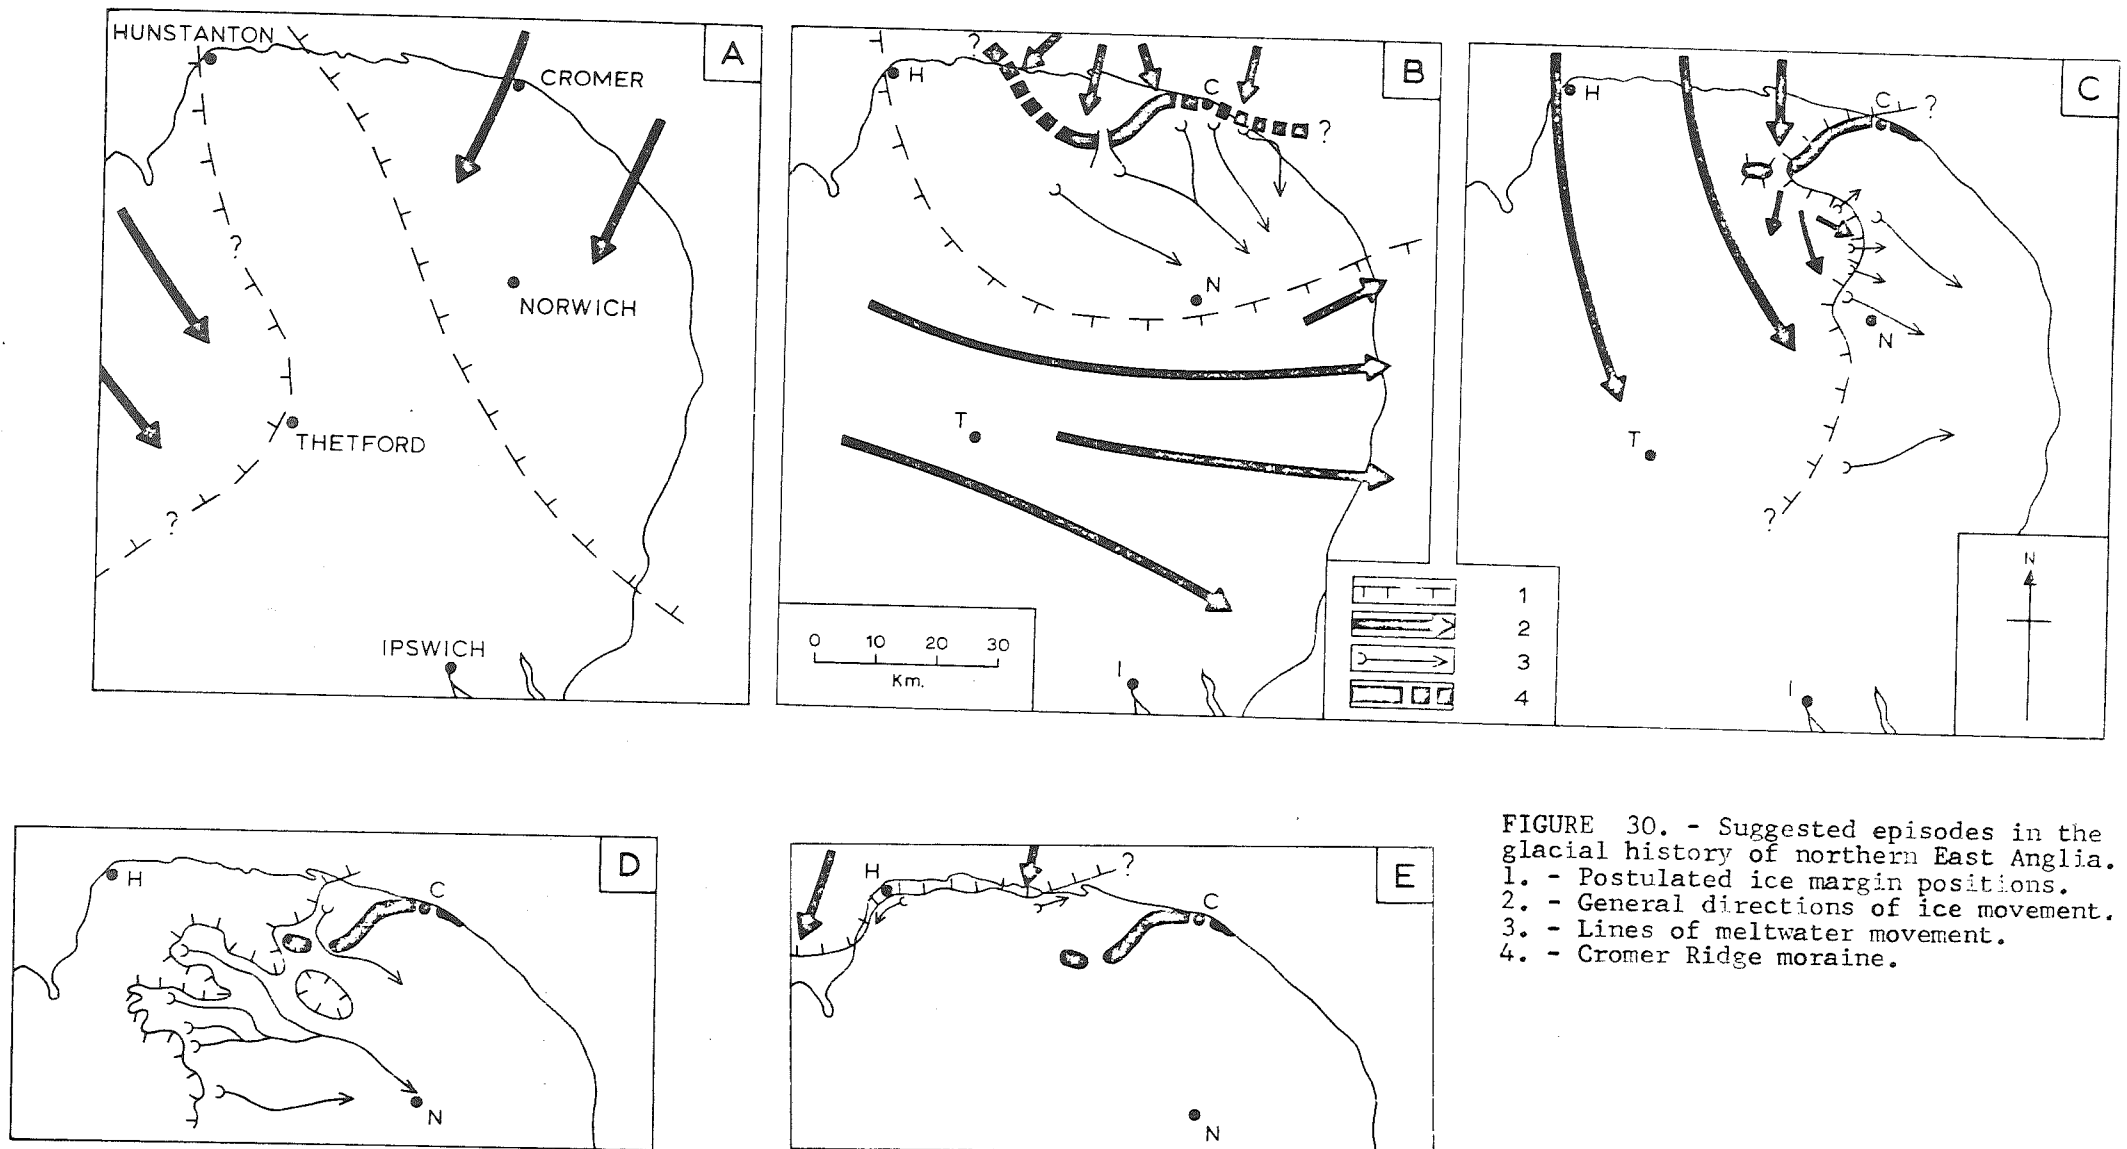 A
HUNSTANTON
CROMER
?
NORWICH
THETFORD
?
IPSWICH
B
?
H
C
?
N
T
I
0 10 20 30
Km.
1
2
3
4
C
H
C
?
N
T
?
I
N
D
H
C
N
E
H
?
C
N
FIGURE 30. - Suggested episodes in the
glacial history of northern East Anglia.
1. - Postulated ice margin positions.
2. - General directions of ice movement.
3. - Lines of meltwater movement.
4. - Cromer Ridge moraine.